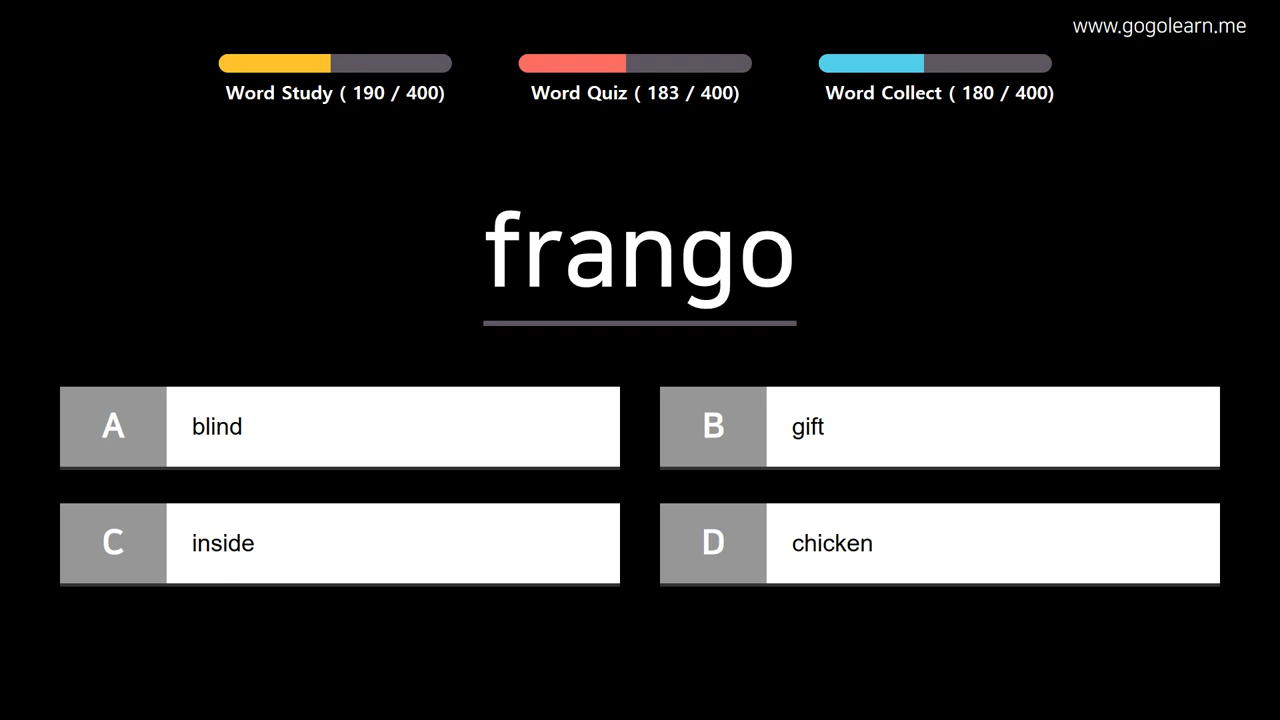 www.gogolearn.me
Word Study ( 190 / 400)
Word Quiz ( 183 / 400)
Word Collect ( 180 / 400)
frango
A blind
B gift
C inside
D chicken